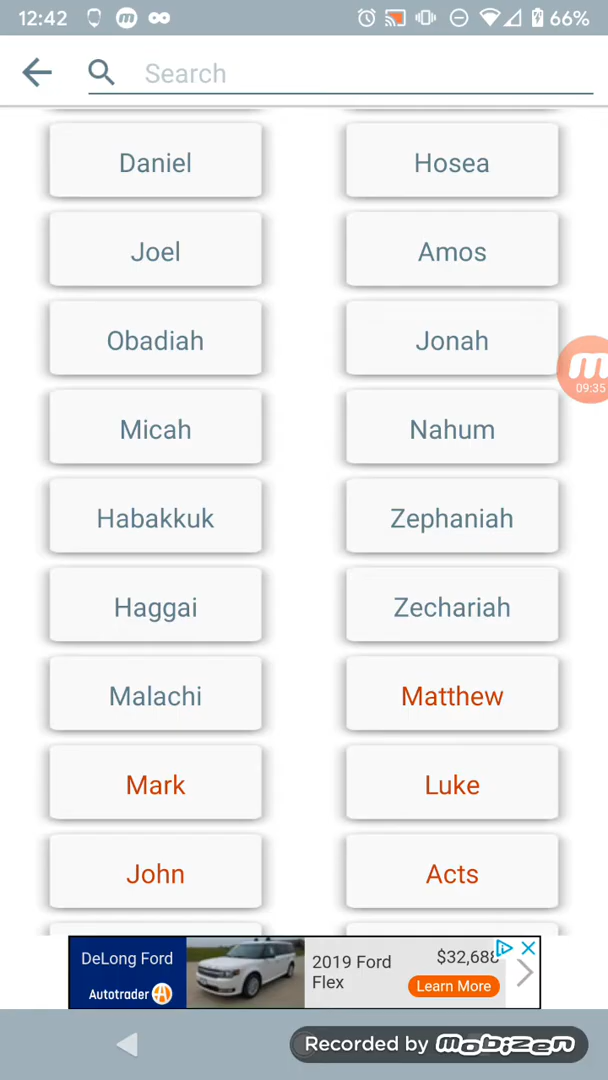 12:42 66%
Search
Daniel Hosea
Joel Amos
Obadiah Jonah
09:35
Micah Nahum
Habakkuk Zephaniah
Haggai Zechariah
Malachi Matthew
Mark Luke
John Acts
DeLong Ford
Autotrader
2019 Ford
Flex
$32,688
Learn More
Recorded by mobizen